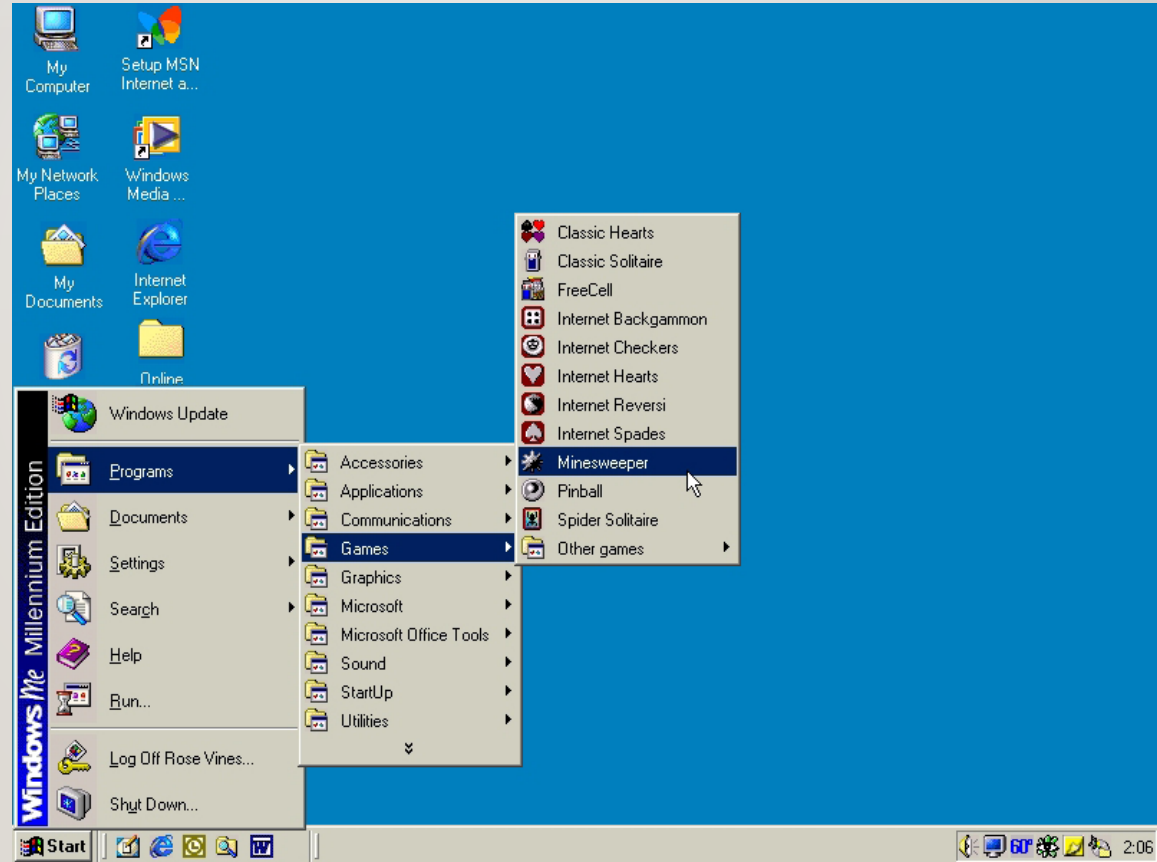 My
Computer
Setup MSN
Internet a...
My Network
Places
Windows
Media ...
My
Documents
Internet
Explorer
Online
Windows Update
Programs
Documents
Settings
Search
Help
Run...
Log Off Rose Vines...
Shut Down...
Windows Me Millennium Edition
Accessories
Applications
Communications
Games
Graphics
Microsoft
Microsoft Office Tools
Sound
StartUp
Utilities
Classic Hearts
Classic Solitaire
FreeCell
Internet Backgammon
Internet Checkers
Internet Hearts
Internet Reversi
Internet Spades
Minesweeper
Pinball
Spider Solitaire
Other games
Start
60°
2:06